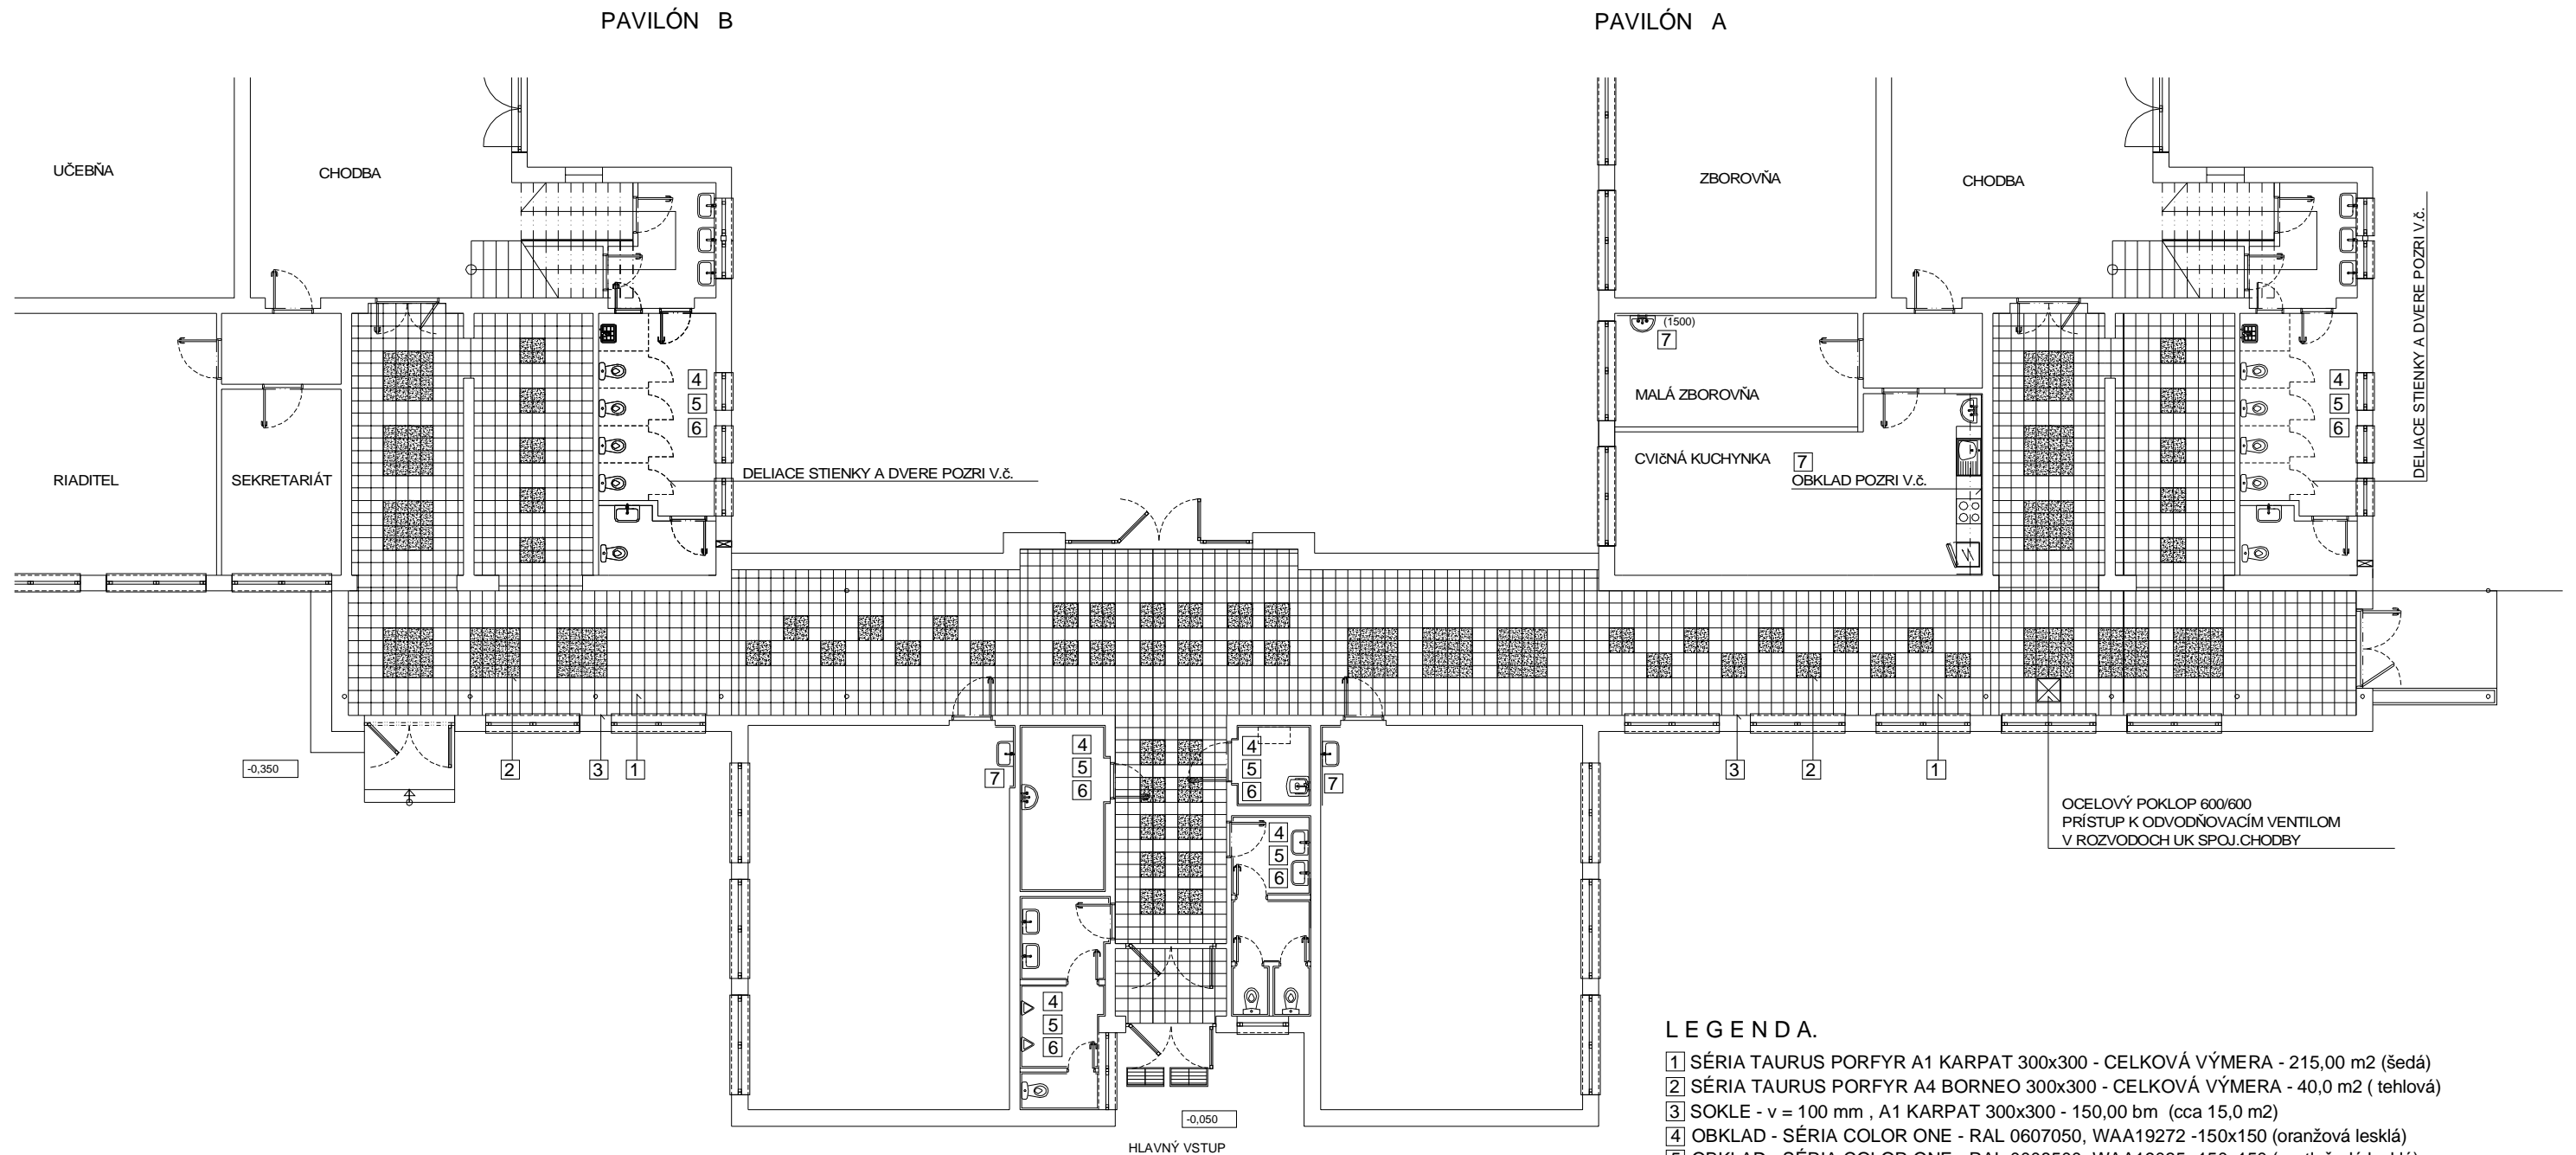 PAVILÓN B
PAVILÓN A
UČEBŇA
CHODBA
ZBOROVŇA
CHODBA
DELIACE STIENKY A DVERE POZRI V.č.
(1500)
7
MALÁ ZBOROVŇA
4
5
6
4
5
6
RIADITEL
SEKRETARIÁT
DELIACE STIENKY A DVERE POZRI V.č.
CVIčNÁ KUCHYNKA
7
OBKLAD POZRI V.č.
-0,350
2
3
1
7
4
5
6
4
5
6
7
3
2
1
OCELOVÝ POKLOP 600/600
PRÍSTUP K ODVODŇOVACÍM VENTILOM
V ROZVODOCH UK SPOJ.CHODBY
4
5
6
4
5
6
-0,050
HLAVNÝ VSTUP
L E G E N D A.
1 SÉRIA TAURUS PORFYR A1 KARPAT 300x300 - CELKOVÁ VÝMERA - 215,00 m2 (šedá)
2 SÉRIA TAURUS PORFYR A4 BORNEO 300x300 - CELKOVÁ VÝMERA - 40,0 m2 ( tehlová)
3 SOKLE - v = 100 mm , A1 KARPAT 300x300 - 150,00 bm (cca 15,0 m2)
4 OBKLAD - SÉRIA COLOR ONE - RAL 0607050, WAA19272 -150x150 (oranžová lesklá)
5 OBKLAD - SÉRIA COLOR ONE - RAL